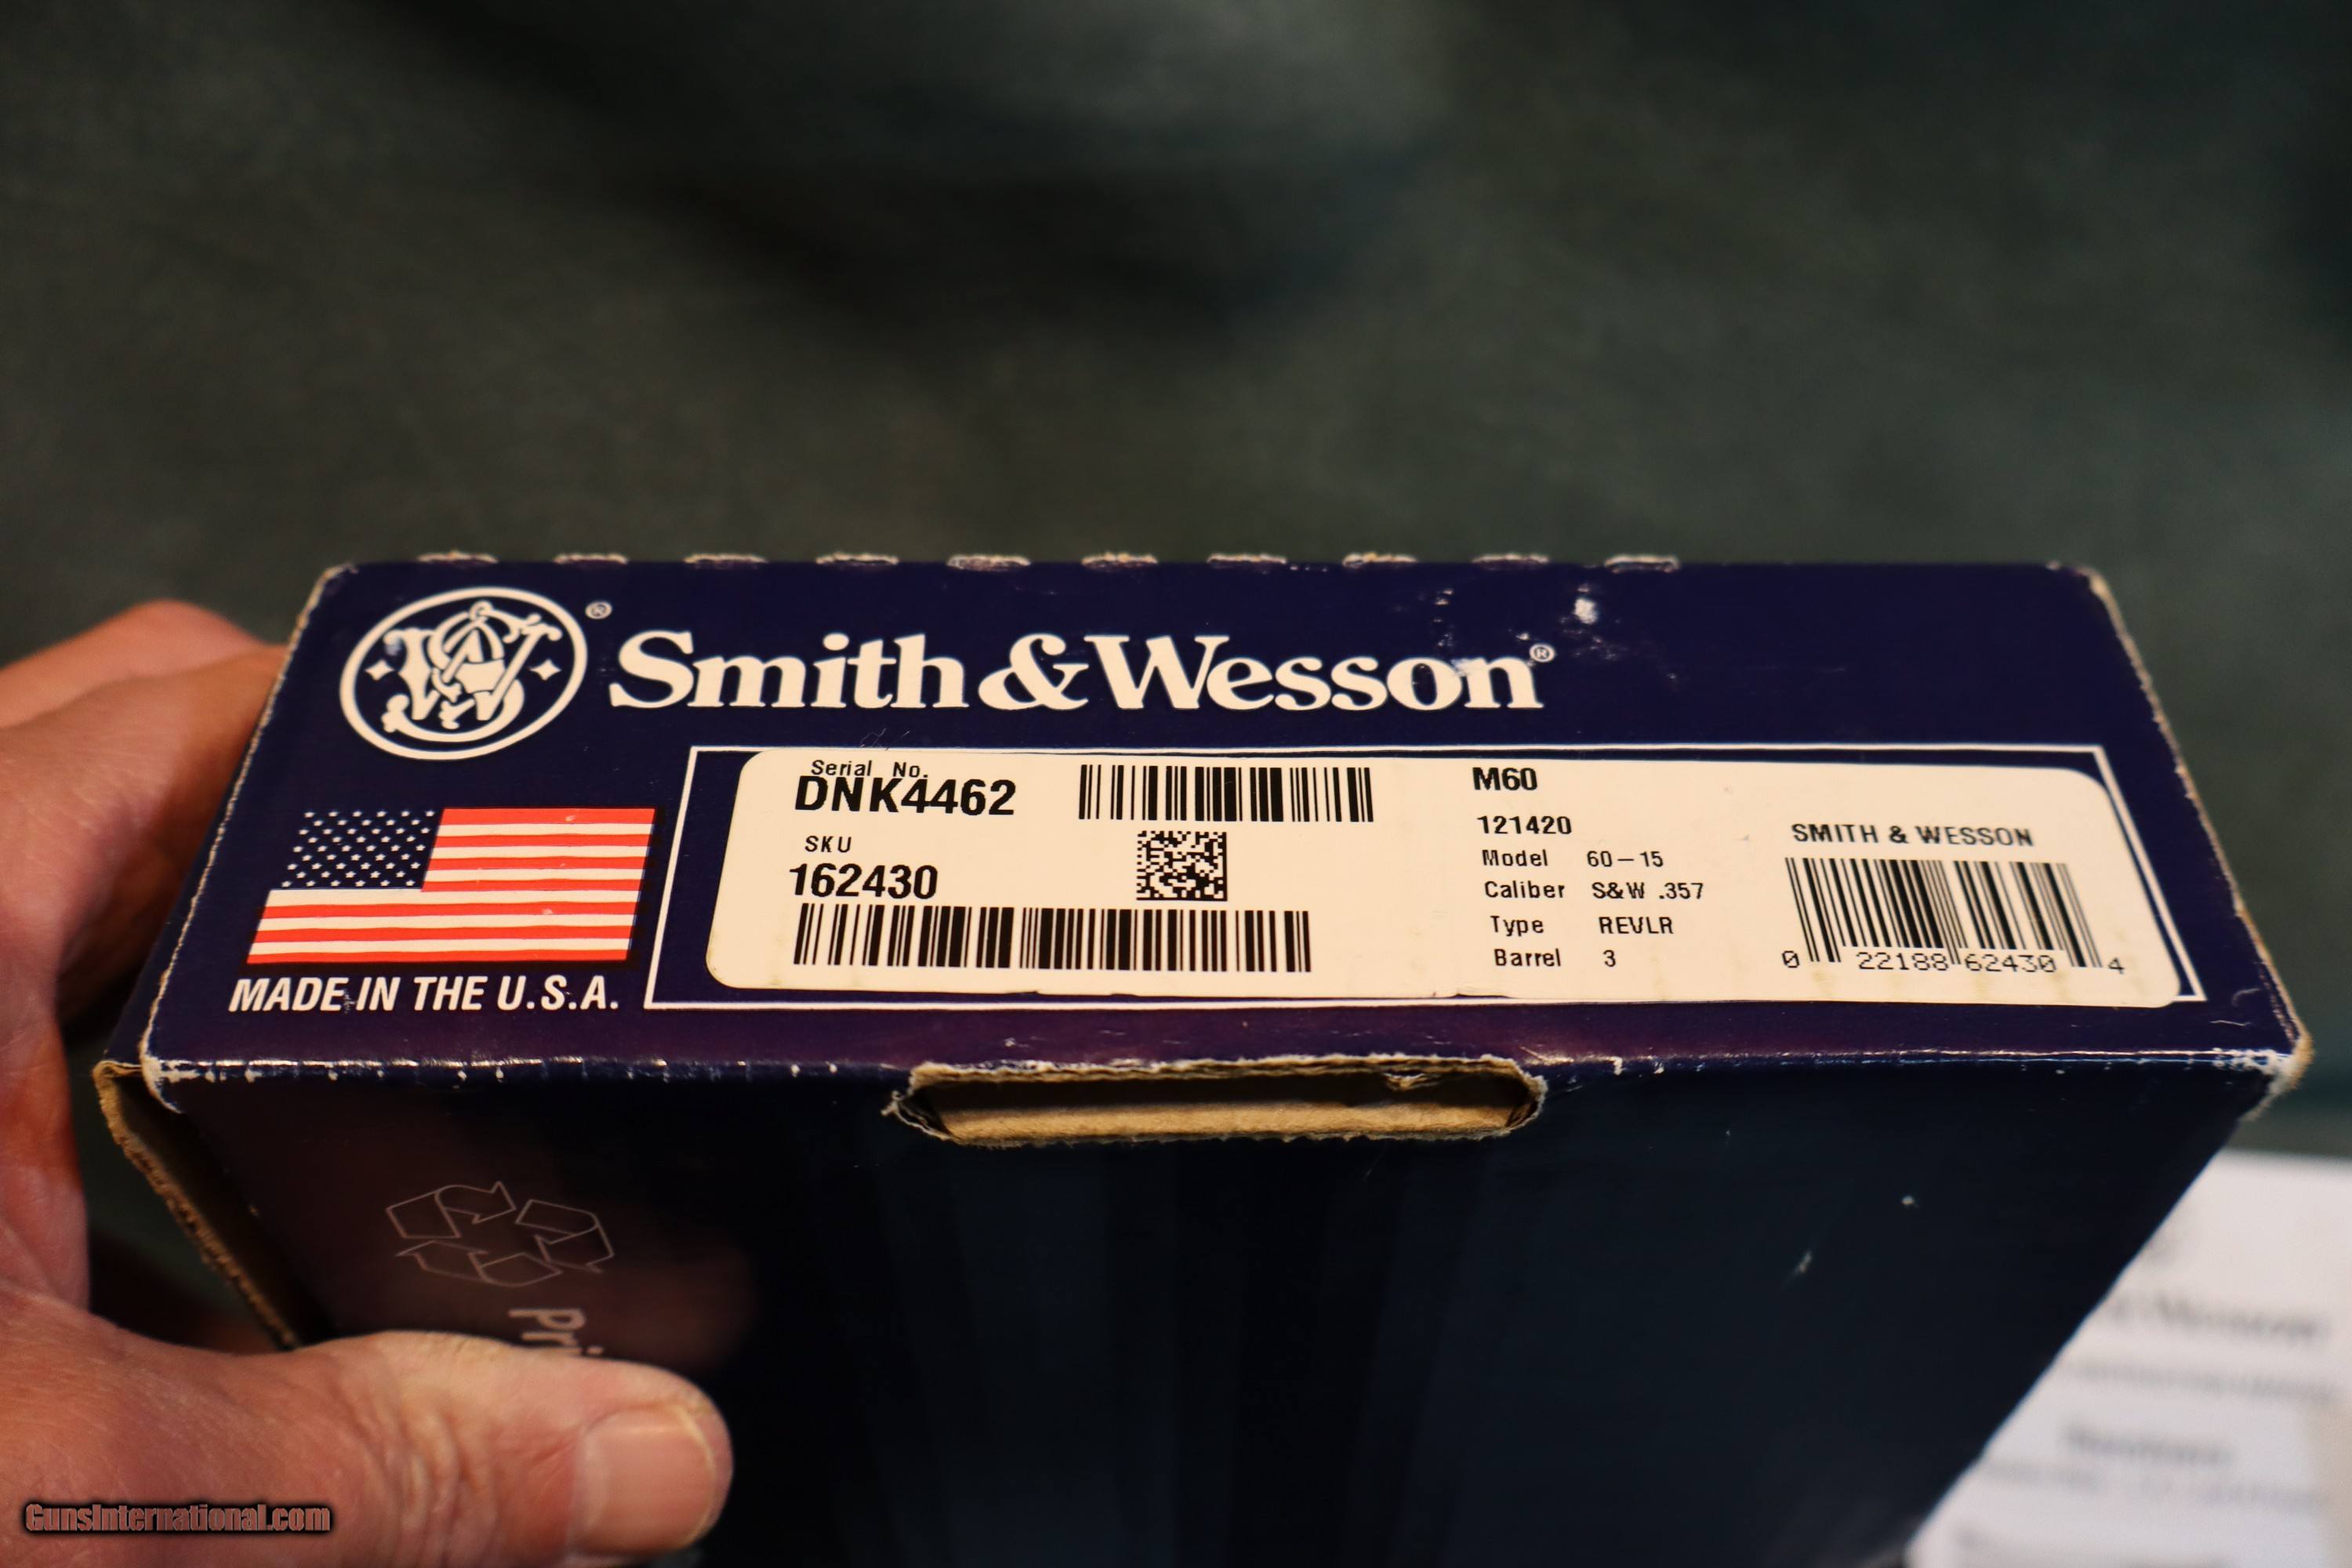 Smith & Wesson®
Serial No.
DNK4462
SKU
162430
M60
121420
Model 60-15
Caliber S&W .357
Type REVLR
Barrel 3
SMITH & WESSON
0 22188 62430 4
MADE IN THE U.S.A.
GunsInternational.com